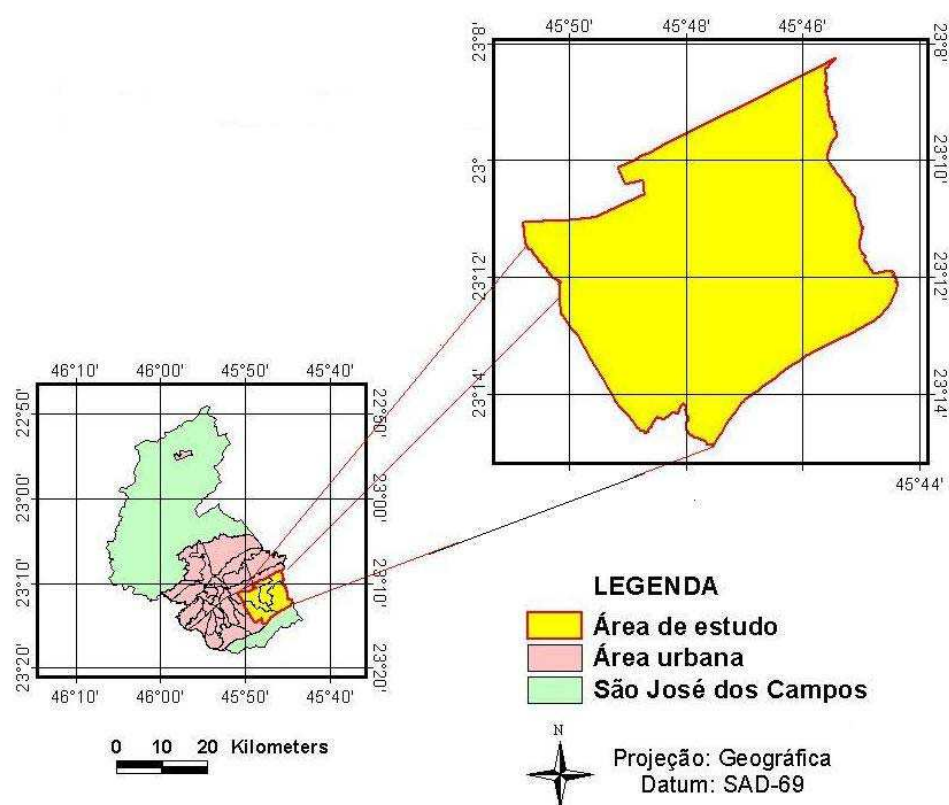 45°50' 45°48' 45°46'
23°8' 23°8'
23° 23°10'
23°12' 23°12'
23°14' 23°14'
45°44'
46°10' 46°00' 45°50' 45°40'
22°50' 22°50'
23°00' 23°00'
23°10' 23°10'
23°20' 23°20'
46°10' 46°00' 45°50' 45°40'
LEGENDA
Área de estudo
Área urbana
São José dos Campos
0 10 20 Kilometers
N
Projeção: Geográfica
Datum: SAD-69